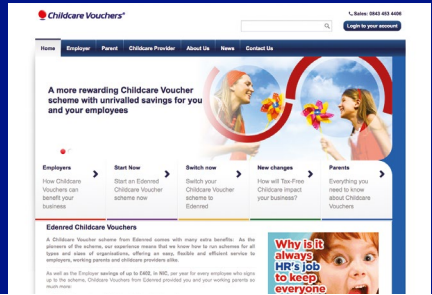 Childcare Vouchers®
Sales: 0843 453 4406
Login to your account
Home Employer Parent Childcare Provider About Us News Contact Us
A more rewarding Childcare Voucher
scheme with unrivalled savings for you
and your employees
Employers
How Childcare
Vouchers can
benefit your
business
Start Now
Start an Edenred
Childcare Voucher
scheme now
Switch now
Switch your
Childcare Voucher
scheme to
Edenred
New changes
How will Tax-Free
Childcare impact
your business?
Parents
Everything you
need to know
about Childcare
Vouchers
Edenred Childcare Vouchers
A Childcare Voucher scheme from Edenred comes with many extra benefits: As the
pioneers of the scheme, our experience means that we know how to run schemes for all
types and sizes of organisations, offering an easy, flexible and efficient service to
employers, working parents and childcare providers alike.
As well as the Employer savings of up to £402, in NIC, per year for every employee who signs
up to the scheme, Childcare Vouchers from Edenred provided you and your working parents so
much more:
Why is it
always
HR's job
to keep
everyone